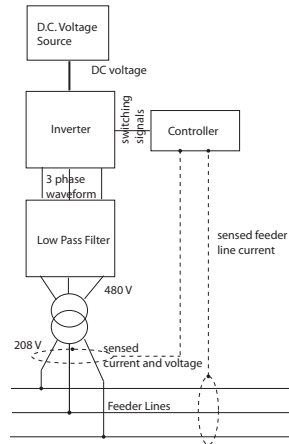 D.C. Voltage
Source
DC voltage
Inverter
switching
signals
Controller
3 phase
waveform
Low Pass Filter
sensed feeder
line current
480 V
208 V
sensed
current and voltage
Feeder Lines